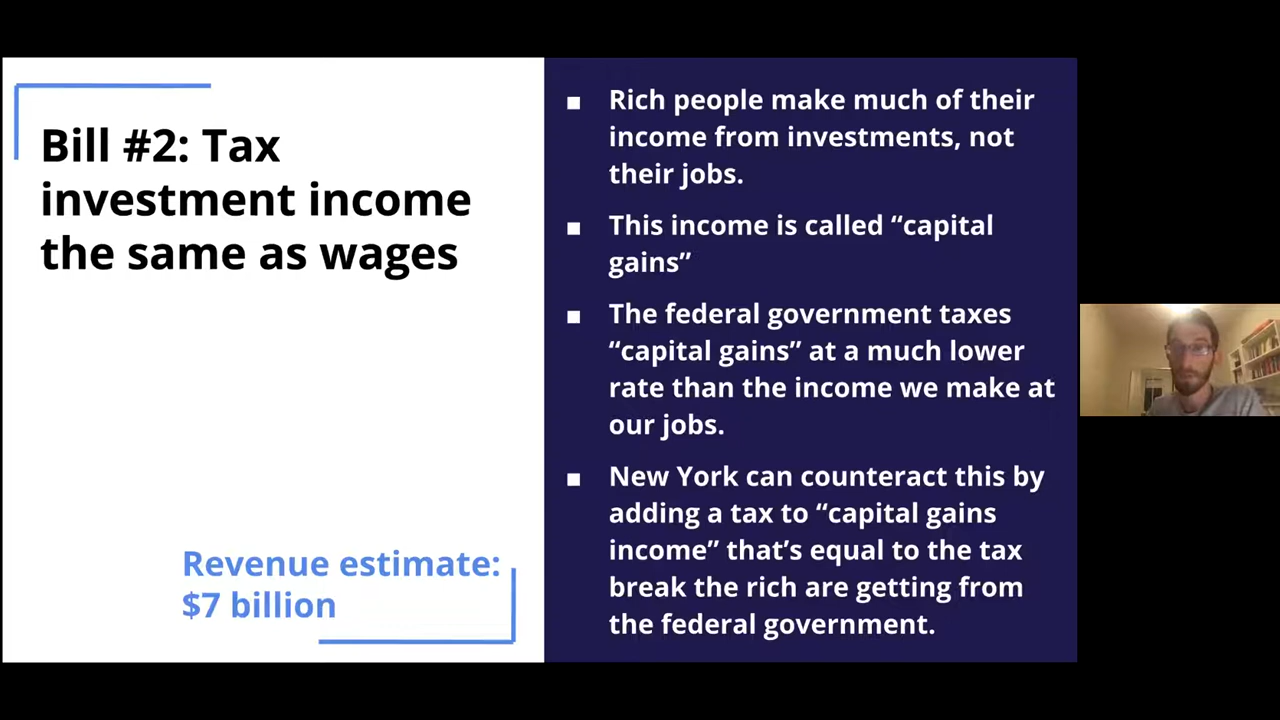 Bill #2: Tax
investment income
the same as wages
Revenue estimate:
$7 billion
■ Rich people make much of their
income from investments, not
their jobs.
■ This income is called “capital
gains”
■ The federal government taxes
“capital gains” at a much lower
rate than the income we make at
our jobs.
■ New York can counteract this by
adding a tax to “capital gains
income” that’s equal to the tax
break the rich are getting from
the federal government.